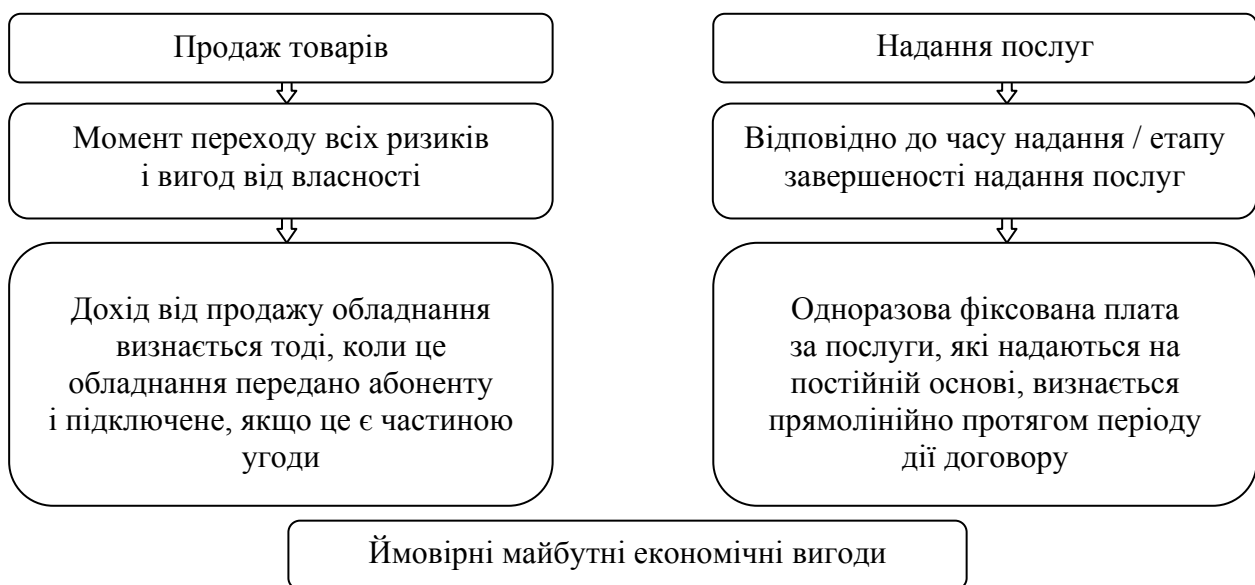 Продаж товарів
Момент переходу всіх ризиків
і вигод від власності
Дохід від продажу обладнання
визнається тоді, коли це
обладнання передано абоненту
і підключене, якщо це є частиною
угоди
Надання послуг
Відповідно до часу надання / етапу
завершеності надання послуг
Одноразова фіксована плата
за послуги, які надаються на
постійній основі, визнається
прямолінійно протягом періоду
дії договору
Ймовірні майбутні економічні вигоди